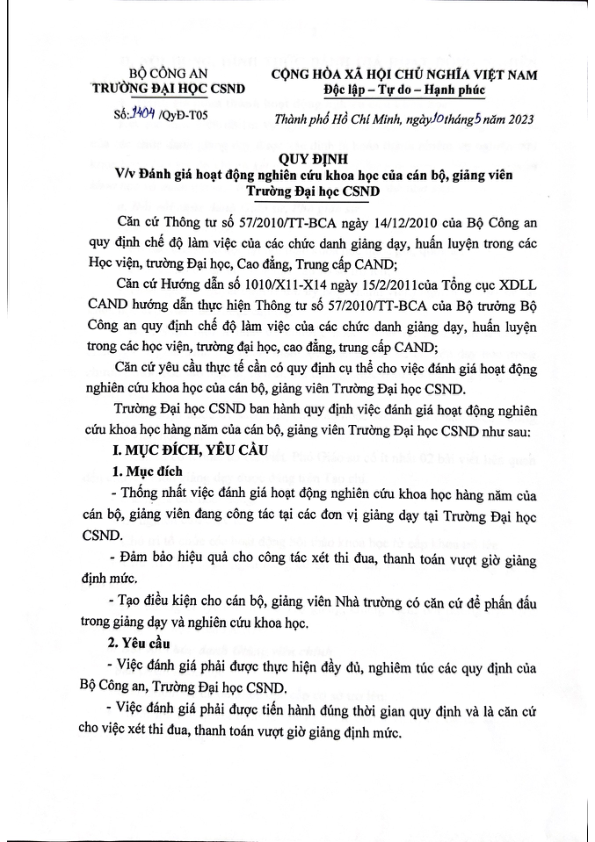 BỘ CÔNG AN
TRƯỜNG ĐẠI HỌC CSND
Số: 1404 /QyĐ-T05
CỘNG HÒA XÃ HỘI CHỦ NGHĨA VIỆT NAM
Độc lập – Tự do – Hạnh phúc
Thành phố Hồ Chí Minh, ngày 10 tháng 5 năm 2023
QUY ĐỊNH
V/v Đánh giá hoạt động nghiên cứu khoa học của cán bộ, giảng viên
Trường Đại học CSND
Căn cứ Thông tư số 57/2010/TT-BCA ngày 14/12/2010 của Bộ Công an
quy định chế độ làm việc của các chức danh giảng dạy, huấn luyện trong các
Học viện, trường Đại học, Cao đẳng, Trung cấp CAND;
Căn cứ Hướng dẫn số 1010/X11-X14 ngày 15/2/2011của Tổng cục XDLL
CAND hướng dẫn thực hiện Thông tư số 57/2010/TT-BCA của Bộ trưởng Bộ
Công an quy định chế độ làm việc của các chức danh giảng dạy, huấn luyện
trong các học viện, trường đại học, cao đẳng, trung cấp CAND;
Căn cứ yêu cầu thực tế cần có quy định cụ thể cho việc đánh giá hoạt động
nghiên cứu khoa học của cán bộ, giảng viên Trường Đại học CSND.
Trường Đại học CSND ban hành quy định việc đánh giá hoạt động nghiên
cứu khoa học hàng năm của cán bộ, giảng viên Trường Đại học CSND như sau:
I. MỤC ĐÍCH, YÊU CẦU
1. Mục đích
- Thống nhất việc đánh giá hoạt động nghiên cứu khoa học hàng năm của
cán bộ, giảng viên đang công tác tại các đơn vị giảng dạy tại Trường Đại học
CSND.
- Đảm bảo hiệu quả cho công tác xét thi đua, thanh toán vượt giờ giảng
định mức.
- Tạo điều kiện cho cán bộ, giảng viên Nhà trường có căn cứ để phấn đấu
trong giảng dạy và nghiên cứu khoa học.
2. Yêu cầu
- Việc đánh giá phải được thực hiện đầy đủ, nghiêm túc các quy định của
Bộ Công an, Trường Đại học CSND.
- Việc đánh giá phải được tiến hành đúng thời gian quy định và là căn cứ
cho việc xét thi đua, thanh toán vượt giờ giảng định mức.